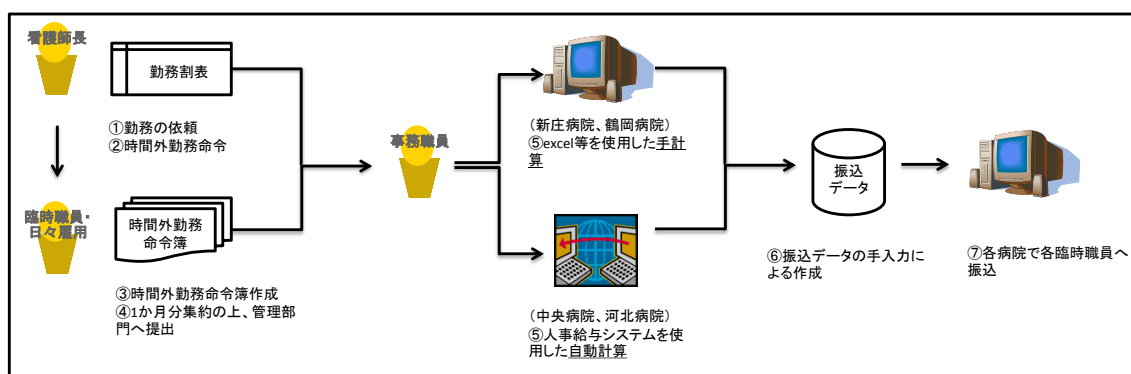 看護師長
勤務割表
①勤務の依頼
②時間外勤務命令
臨時職員・
日々雇用
時間外勤務
命令簿
③時間外勤務命令簿作成
④1か月分集約の上、管理部
門へ提出
事務職員
（新庄病院、鶴岡病院）
⑤excel等を使用した手計
算
（中央病院、河北病院）
⑤人事給与システムを使
用した自動計算
振込
データ
⑥振込データの手入力に
よる作成
⑦各病院で各臨時職員へ
振込